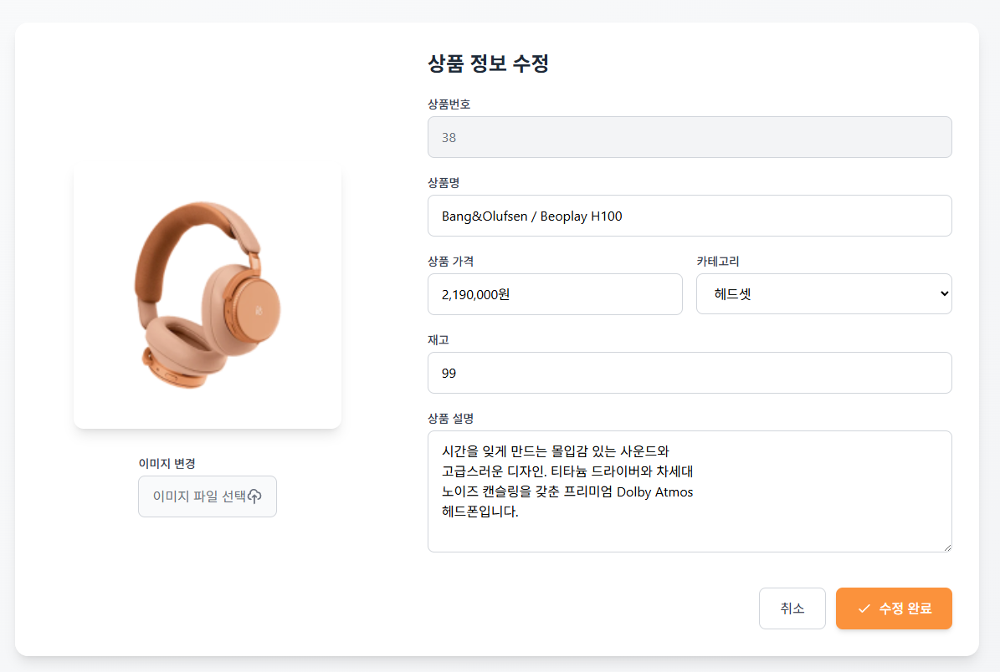 상품 정보 수정
상품번호
38
상품명
Bang&Olufsen / Beoplay H100
상품 가격
카테고리
2,190,000원
헤드셋
재고
99
상품 설명
시간을 잊게 만드는 몰입감 있는 사운드와
고급스러운 디자인. 티타늄 드라이버와 차세대
노이즈 캔슬링을 갖춘 프리미엄 Dolby Atmos
헤드폰입니다.
이미지 변경
이미지 파일 선택
취소
수정 완료